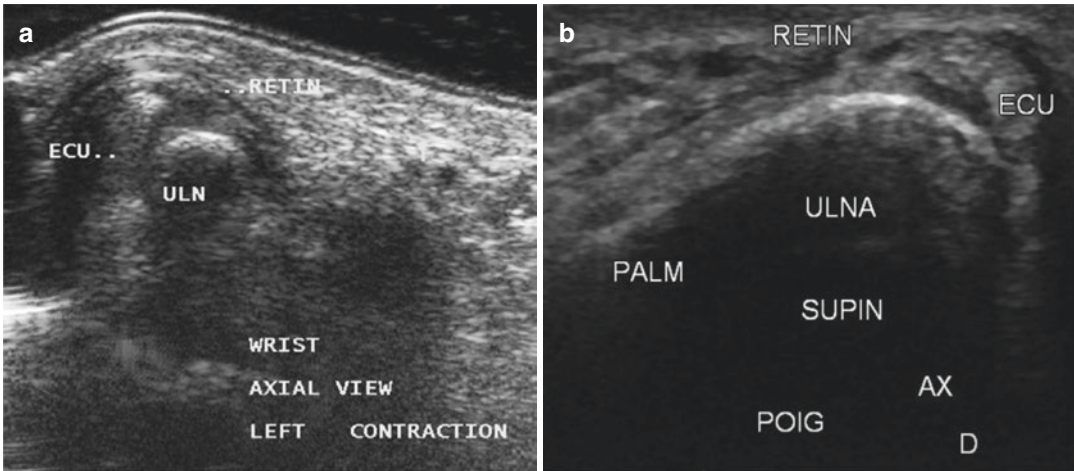 a
..RETIN
ECU..
ULN
WRIST
AXIAL VIEW
LEFT CONTRACTION
b
RETIN
ECU
ULNA
PALM
SUPIN
AX
POIG
D